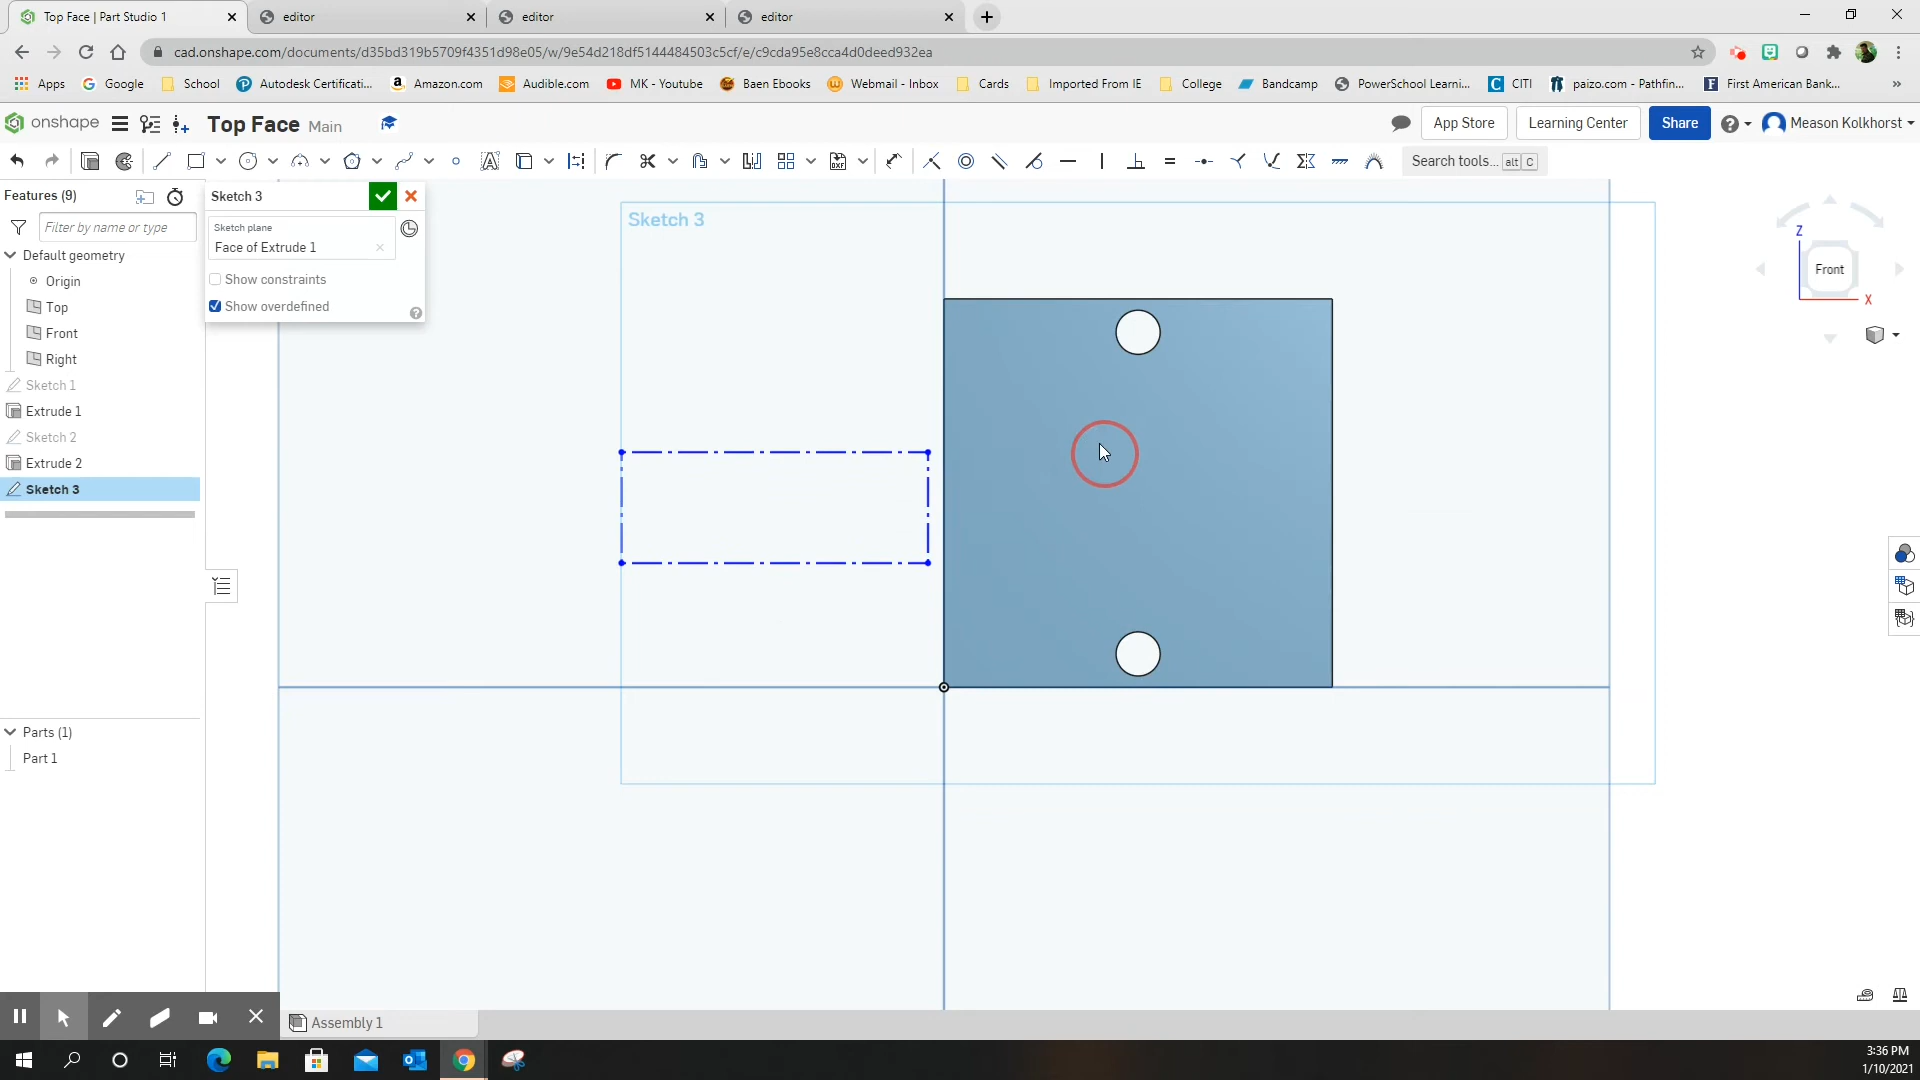 Top Face | Part Studio 1
editor
editor
editor
cad.onshape.com/documents/d35bd319b5709f4351d98e05/w/9e54d218df5144484503c5cf/e/c9cda95e8cca4d0deed932ea
Apps
Google
School
Autodesk Certificati...
Amazon.com
Audible.com
MK - Youtube
Baen Ebooks
Webmail - Inbox
Cards
Imported From IE
College
Bandcamp
PowerSchool Learni...
CITI
paizo.com - Pathfin...
First American Bank...
»
onshape
Top Face Main
App Store
Learning Center
Share
Meason Kolkhorst
Search tools... alt C
Features (9)
Filter by name or type
Default geometry
Origin
Top
Front
Right
Sketch 1
Extrude 1
Sketch 2
Extrude 2
Sketch 3
Parts (1)
Part 1
Sketch 3
Sketch plane
Face of Extrude 1
Show constraints
Show overdefined
Sketch 3
Z
Front
X
Assembly 1
3:36 PM
1/10/2021